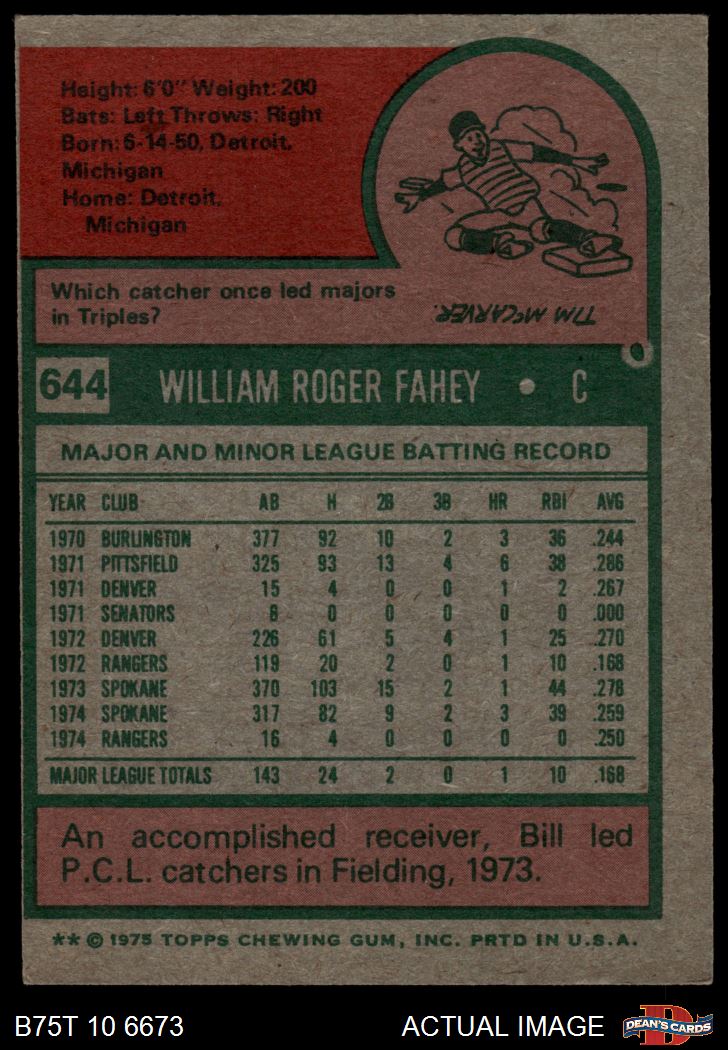 Height: 6'0" Weight: 200
Bats: Left Throws: Right
Born: 6-14-50, Detroit,
Michigan
Home: Detroit,
Michigan
Which catcher once led majors
in Triples?
TIM McCARVER.
644 WILLIAM ROGER FAHEY • C
MAJOR AND MINOR LEAGUE BATTING RECORD
YEAR CLUB AB H 2B 3B HR RBI AVG
1970 BURLINGTON 377 92 10 2 3 36 .244
1971 PITTSFIELD 325 93 13 4 6 38 .286
1971 DENVER 15 4 0 0 1 2 .267
1971 SENATORS 8 0 0 0 0 0 .000
1972 DENVER 226 61 5 4 1 25 .270
1972 RANGERS 119 20 2 0 1 10 .168
1973 SPOKANE 370 103 15 2 1 44 .278
1974 SPOKANE 317 82 9 2 3 39 .259
1974 RANGERS 16 4 0 0 0 0 .250
MAJOR LEAGUE TOTALS 143 24 2 0 1 10 .168
An accomplished receiver, Bill led
P.C.L. catchers in Fielding, 1973.
** © 1975 TOPPS CHEWING GUM, INC. PRTD IN U.S.A.
B75T 10 6673 ACTUAL IMAGE
D
DEAN'S CARDS